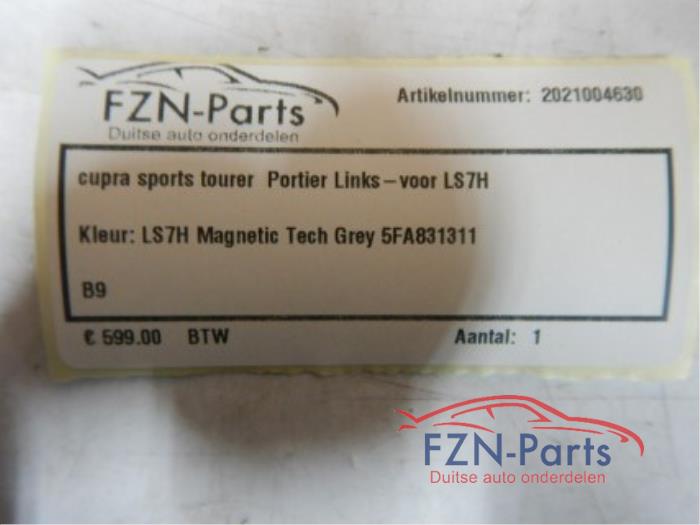 FZN-Parts
Duitse auto onderdelen
Artikelnummer: 2021004630
cupra sports tourer Portier Links-voor LS7H
Kleur: LS7H Magnetic Tech Grey 5FA831311
B9
€ 599.00 BTW Aantal: 1
FZN-Parts
Duitse auto onderdelen